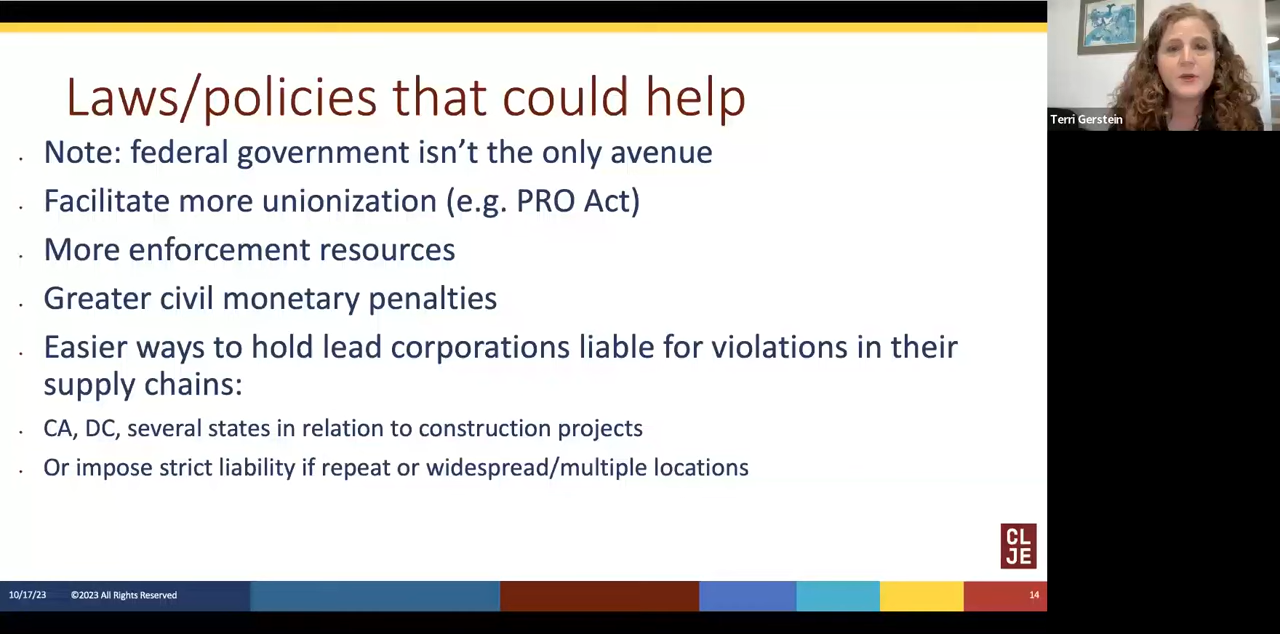 Laws/policies that could help
· Note: federal government isn’t the only avenue
· Facilitate more unionization (e.g. PRO Act)
· More enforcement resources
· Greater civil monetary penalties
· Easier ways to hold lead corporations liable for violations in their
supply chains:
· CA, DC, several states in relation to construction projects
· Or impose strict liability if repeat or widespread/multiple locations
CL
JE
10/17/23 ©2023 All Rights Reserved 14
Terri Gerstein